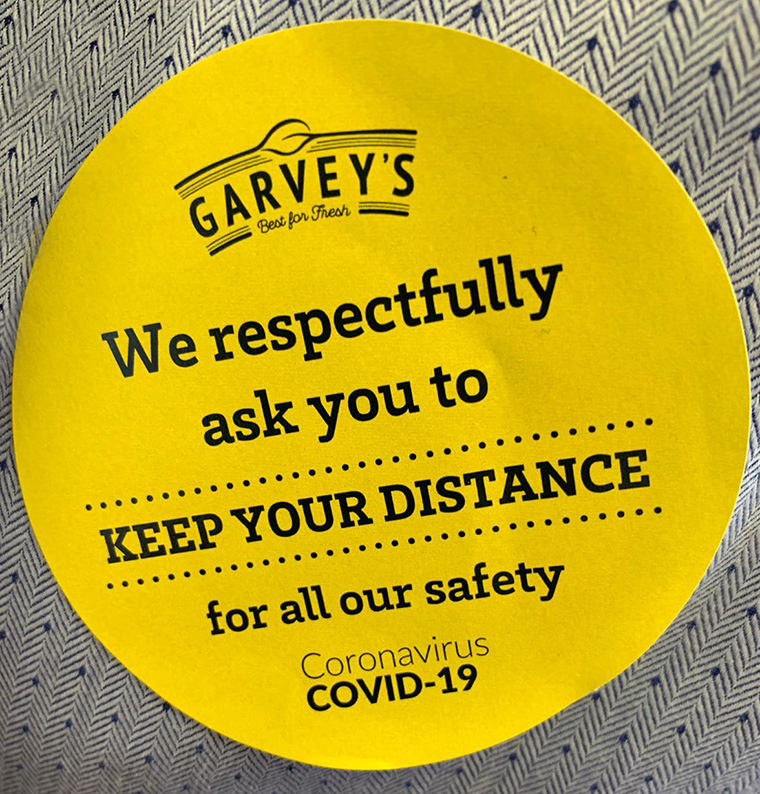 GARVEY'S
Best for Fresh
We respectfully
ask you to
KEEP YOUR DISTANCE
for all our safety
Coronavirus
COVID-19